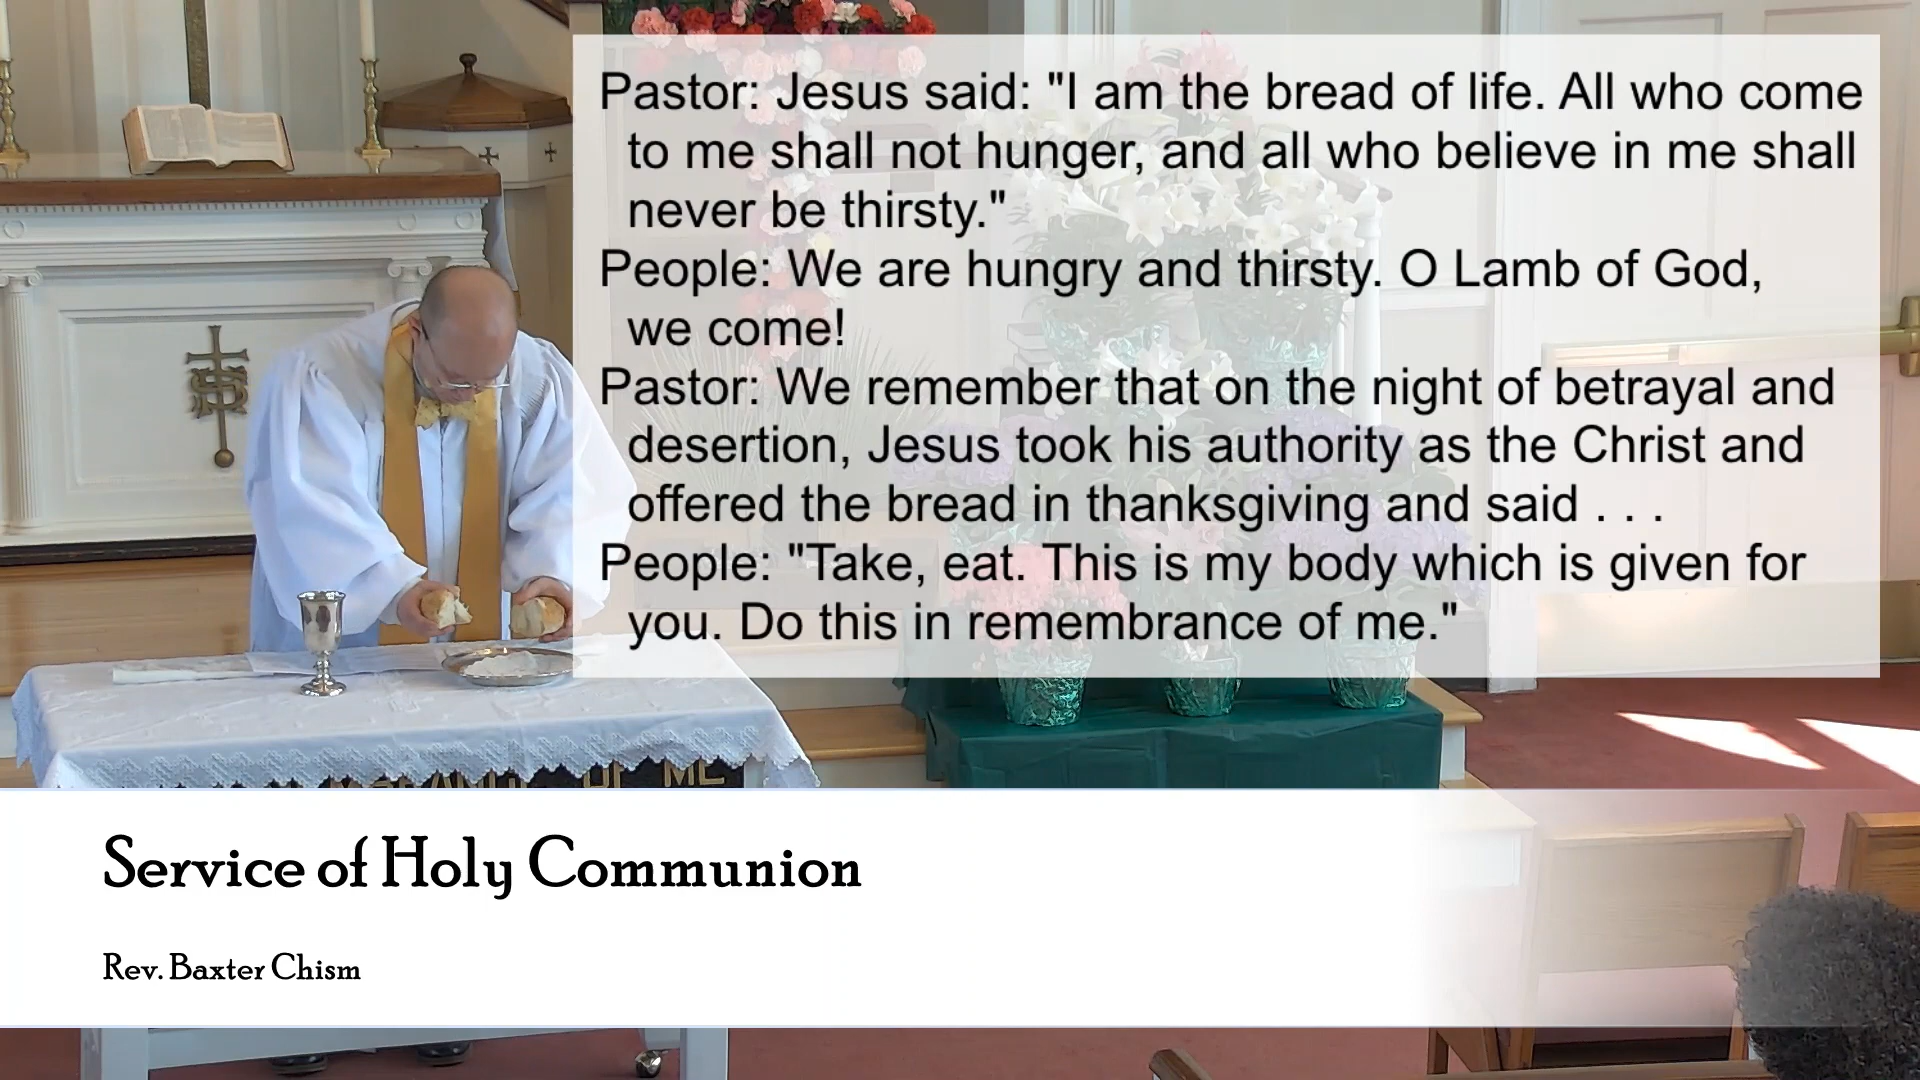 Pastor: Jesus said: "I am the bread of life. All who come
to me shall not hunger, and all who believe in me shall
never be thirsty."
People: We are hungry and thirsty. O Lamb of God,
we come!
Pastor: We remember that on the night of betrayal and
desertion, Jesus took his authority as the Christ and
offered the bread in thanksgiving and said . . .
People: "Take, eat. This is my body which is given for
you. Do this in remembrance of me."
OF ME
Service of Holy Communion
Rev. Baxter Chism